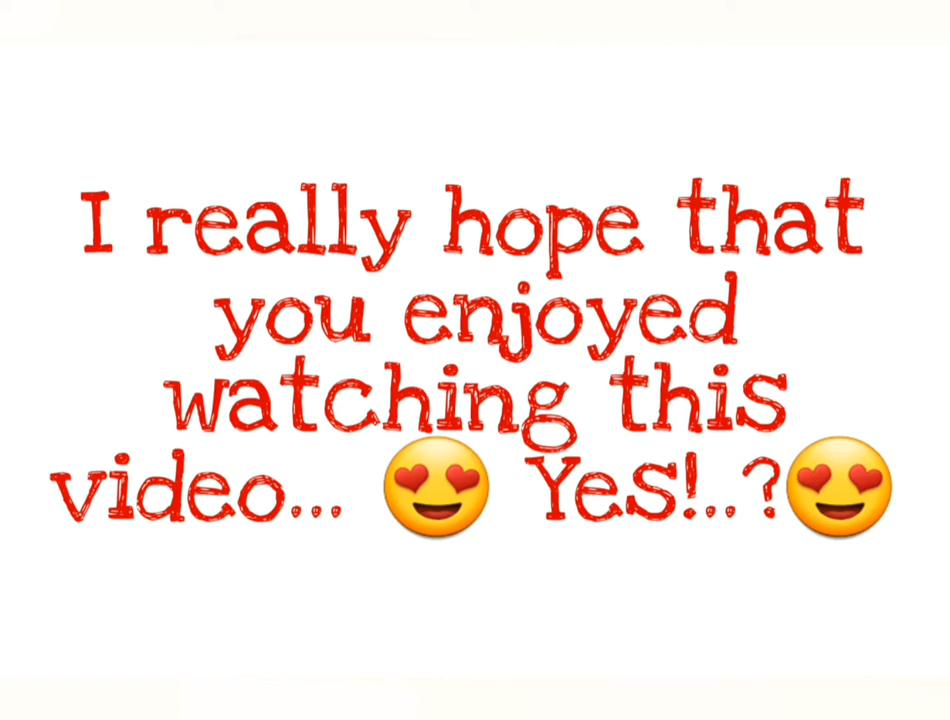 I really hope that
you enjoyed
watching this
video... 😍 Yes!..?😍